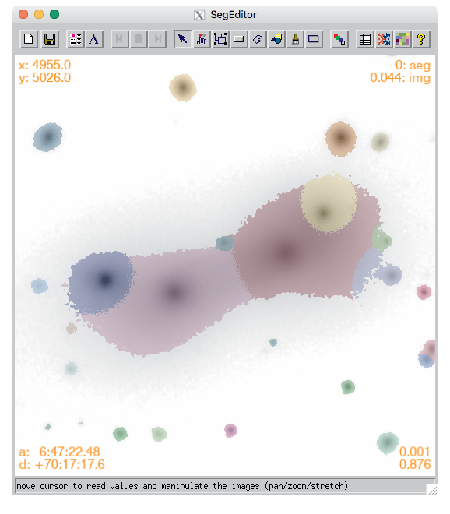 SegEditor
x: 4955.0
y: 5026.0
0: seg
0.044: img
a: 6:47:22.48
d: +70:17:17.6
0.001
0.876
move cursor to read values and manipulate the images (pan/zoom/stretch)